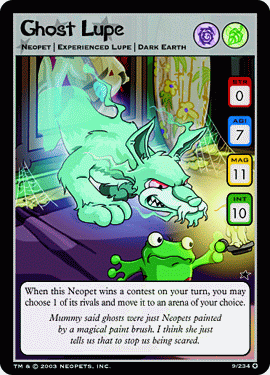 Ghost Lupe
NEOPET | EXPERIENCED LUPE | DARK EARTH
STR
0
AGI
7
MAG
11
INT
10
When this Neopet wins a contest on your turn, you may
choose 1 of its rivals and move it to an arena of your choice.
Mummy said ghosts were just Neopets painted
by a magical paint brush. I think she just
tells us that to stop us being scared.
TM & © 2003 NEOPETS, INC.
9/234